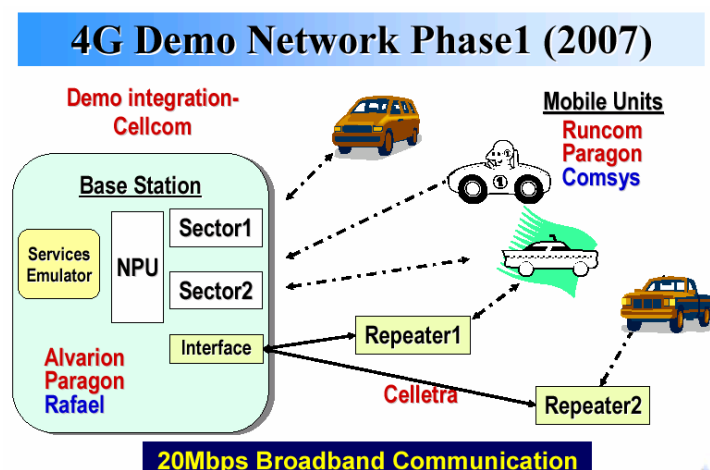 4G Demo Network Phase1 (2007)
Demo integration-
Cellcom
Mobile Units
Runcom
Paragon
Comsys
1
Base Station
Services
Emulator
NPU
Sector1
Sector2
Interface
Alvarion
Paragon
Rafael
Repeater1
Celletra
Repeater2
20Mbps Broadband Communication